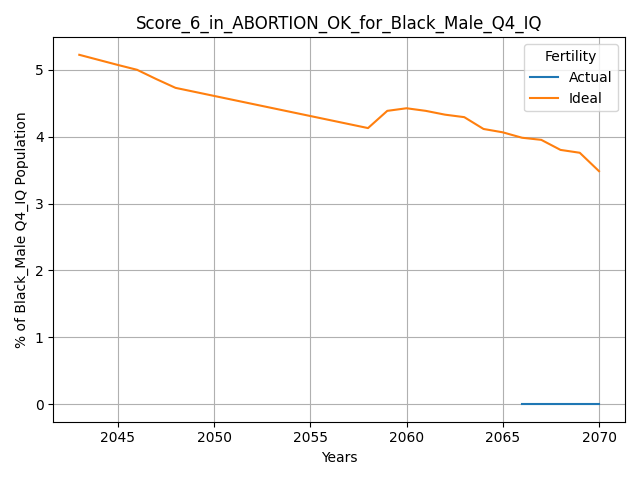 Score_6_in_ABORTION_OK_for_Black_Male_Q4_IQ
Fertility
Actual
Ideal
% of Black_Male Q4_IQ Population
5
4
3
2
1
0
2045 2050 2055 2060 2065 2070
Years